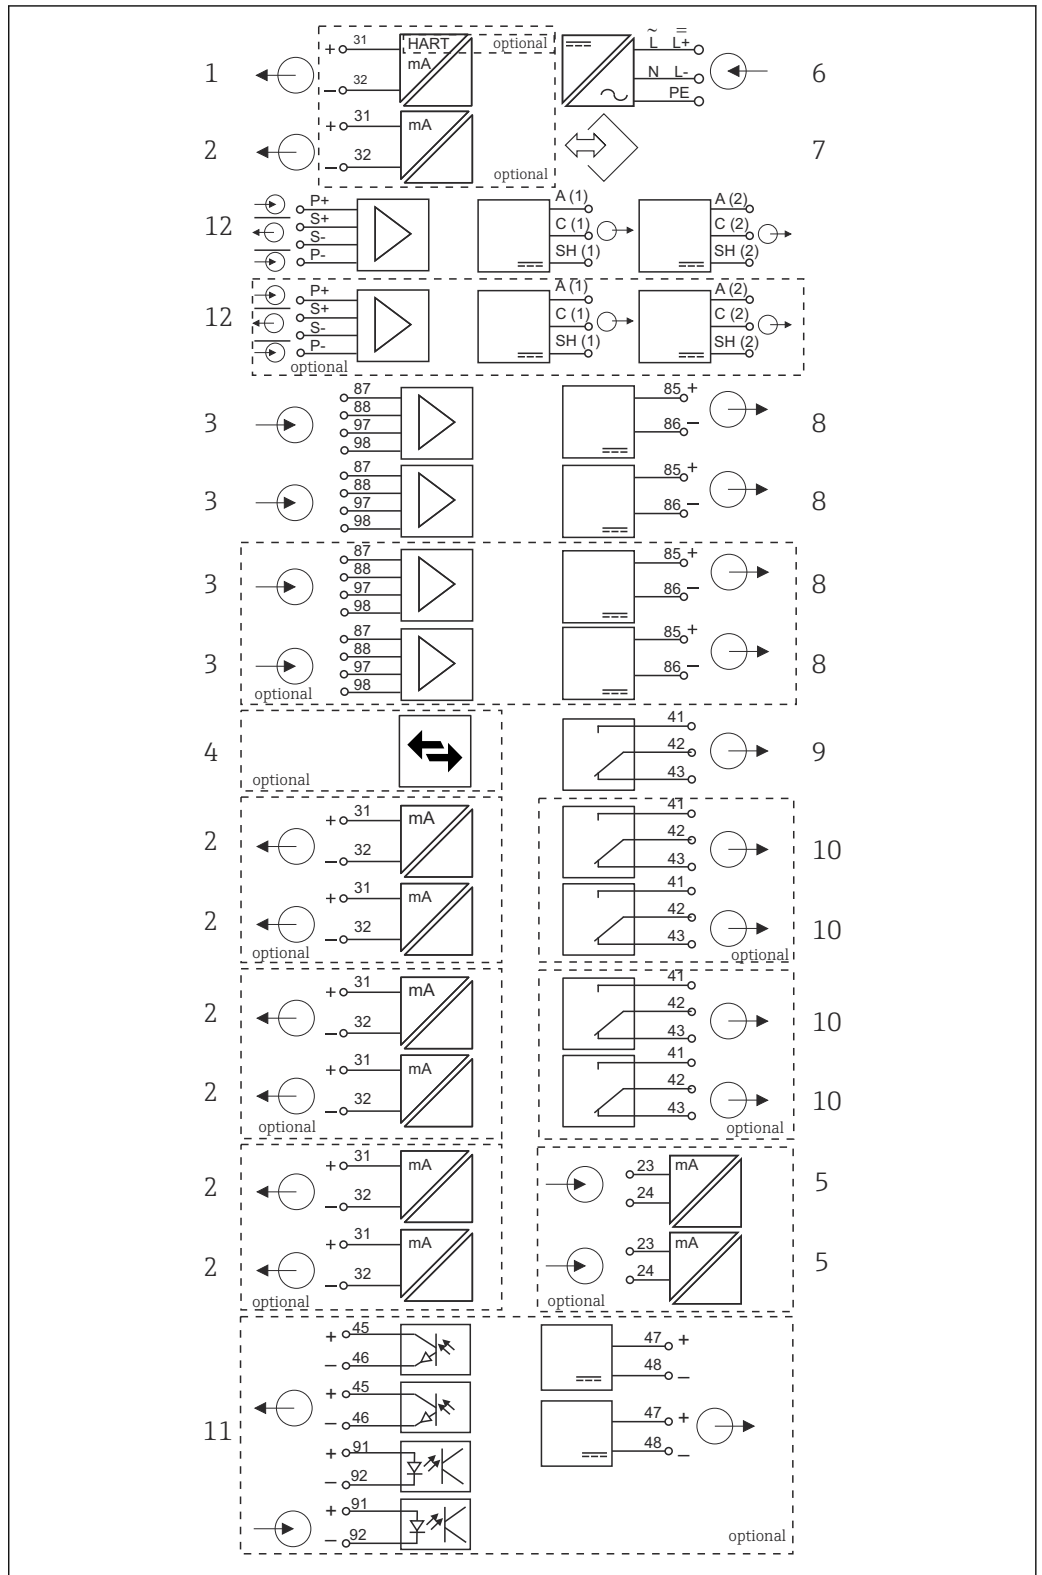 1
+ 31 HART optional
mA
− 32
~ =
L L+
N L-
PE
6
2
+ 31 mA
− 32
optional
7
12
P+
S+
S-
P-
A (1)
C (1)
SH (1)
A (2)
C (2)
SH (2)
12
P+
S+
S-
P-
optional
A (1)
C (1)
SH (1)
A (2)
C (2)
SH (2)
3
87
88
97
98
85 +
86 −
8
3
87
88
97
98
85 +
86 −
8
3
87
88
97
98
85 +
86 −
8
3
87
88
97
98
optional
85 +
86 −
8
4
optional
41
42
43
9
2
+ 31 mA
− 32
41
42
43
10
2
+ 31 mA
− 32
optional
41
42
43
optional
10
2
+ 31 mA
− 32
41
42
43
10
2
+ 31 mA
− 32
optional
41
42
43
optional
10
2
+ 31 mA
− 32
23 mA
24
5
2
+ 31 mA
− 32
optional
23 mA
24
optional
5
11
+ 45
− 46
+ 45
− 46
+ 91
− 92
+ 91
− 92
47 +
48 −
47 +
48 −
optional